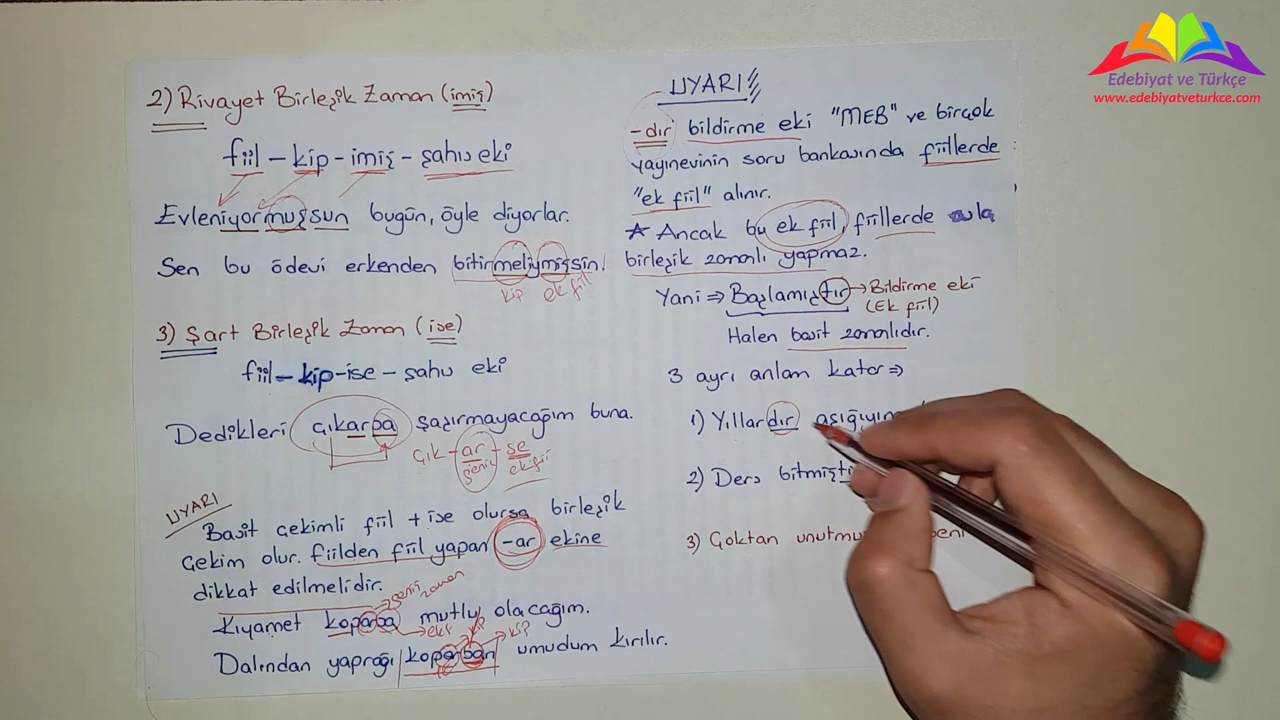 2) Rivayet Birleşik Zaman (imiş)
fiil - kip - imiş - şahıs eki
Evleniyormuşsun bugün, öyle diyorlar.
Sen bu ödevi erkenden bitirmeliymişsin!
kip ek fiil
3) Şart Birleşik Zaman (ise)
fiil - kip - ise - şahıs eki
Dedikleri çıkarsa şaşırmayacağım buna.
Çık - ar - se
geniş ek fiil
UYARI
Basit çekimli fiil + ise olursa birleşik
çekim olur. fiilden fiil yapan -ar ekine
dikkat edilmelidir.
geniş zaman
Kıyamet koparsa mutlu olacağım.
kip
Dalından yaprağı koparsan umudum kırılır.
UYARI
-dır bildirme eki "MEB" ve birçok
yayınevinin soru bankasında fiillerde
"ek fiil" alınır.
Ancak bu ek fiil, fiillerde
birleşik zamanlı yapmaz.
Yani ⇒ Başlamıştır → Bildirme eki
(Ek fiil)
Halen basit zamanlıdır.
3 ayrı anlam katar ⇒
1) Yıllardır
2) Ders
3) Çoktan
Edebiyat ve Türkçe
www.edebiyatveturkce.com